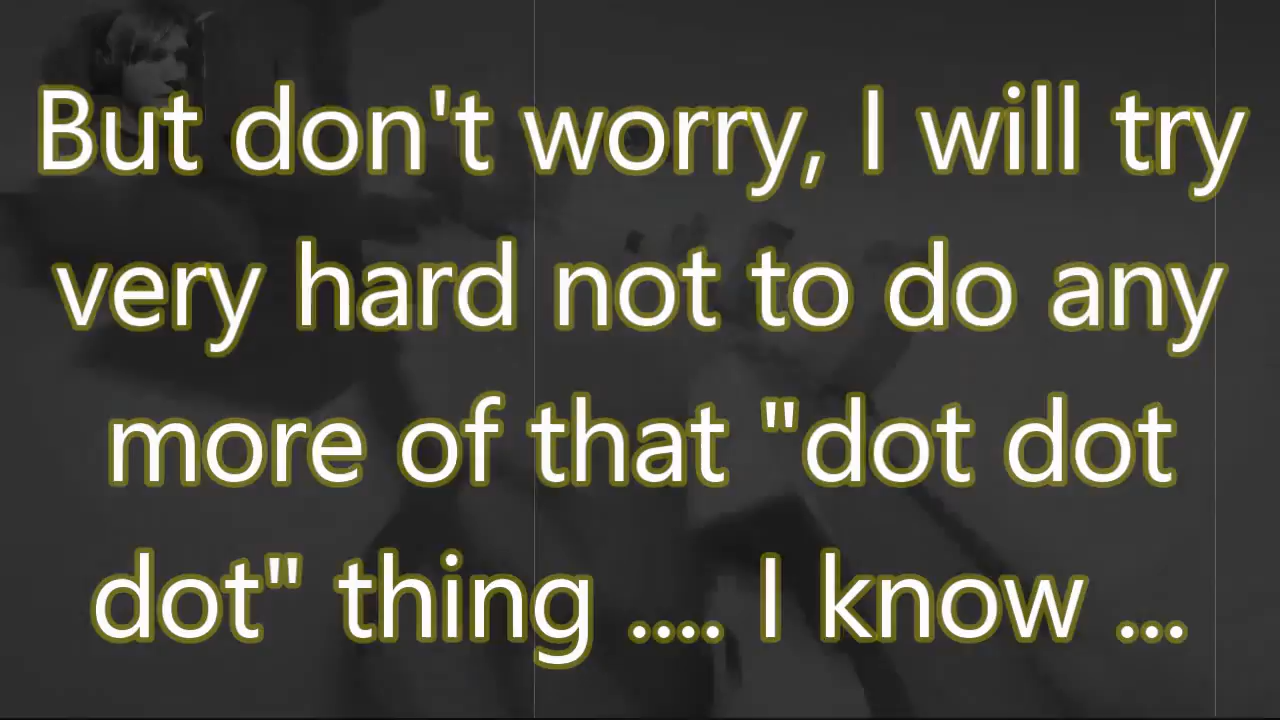 But don't worry, I will try
very hard not to do any
more of that "dot dot
dot" thing .... I know ...